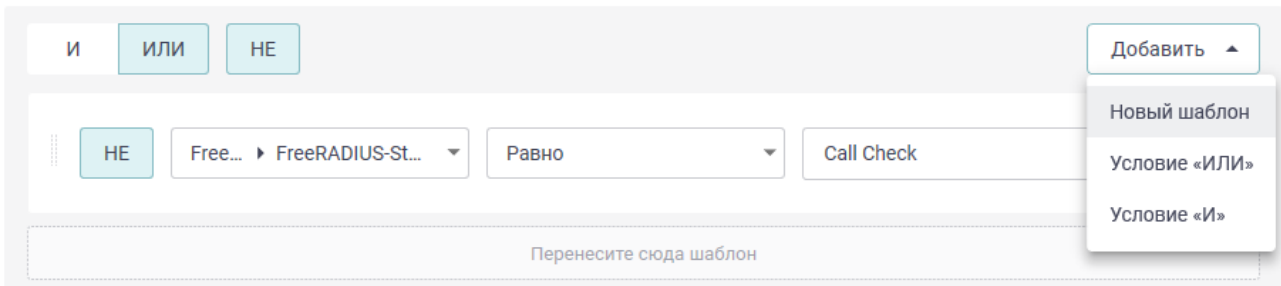 И ИЛИ НЕ Добавить
Новый шаблон
НЕ Free... FreeRADIUS-St... Равно Call Check
Условие «ИЛИ»
Условие «И»
Перенесите сюда шаблон